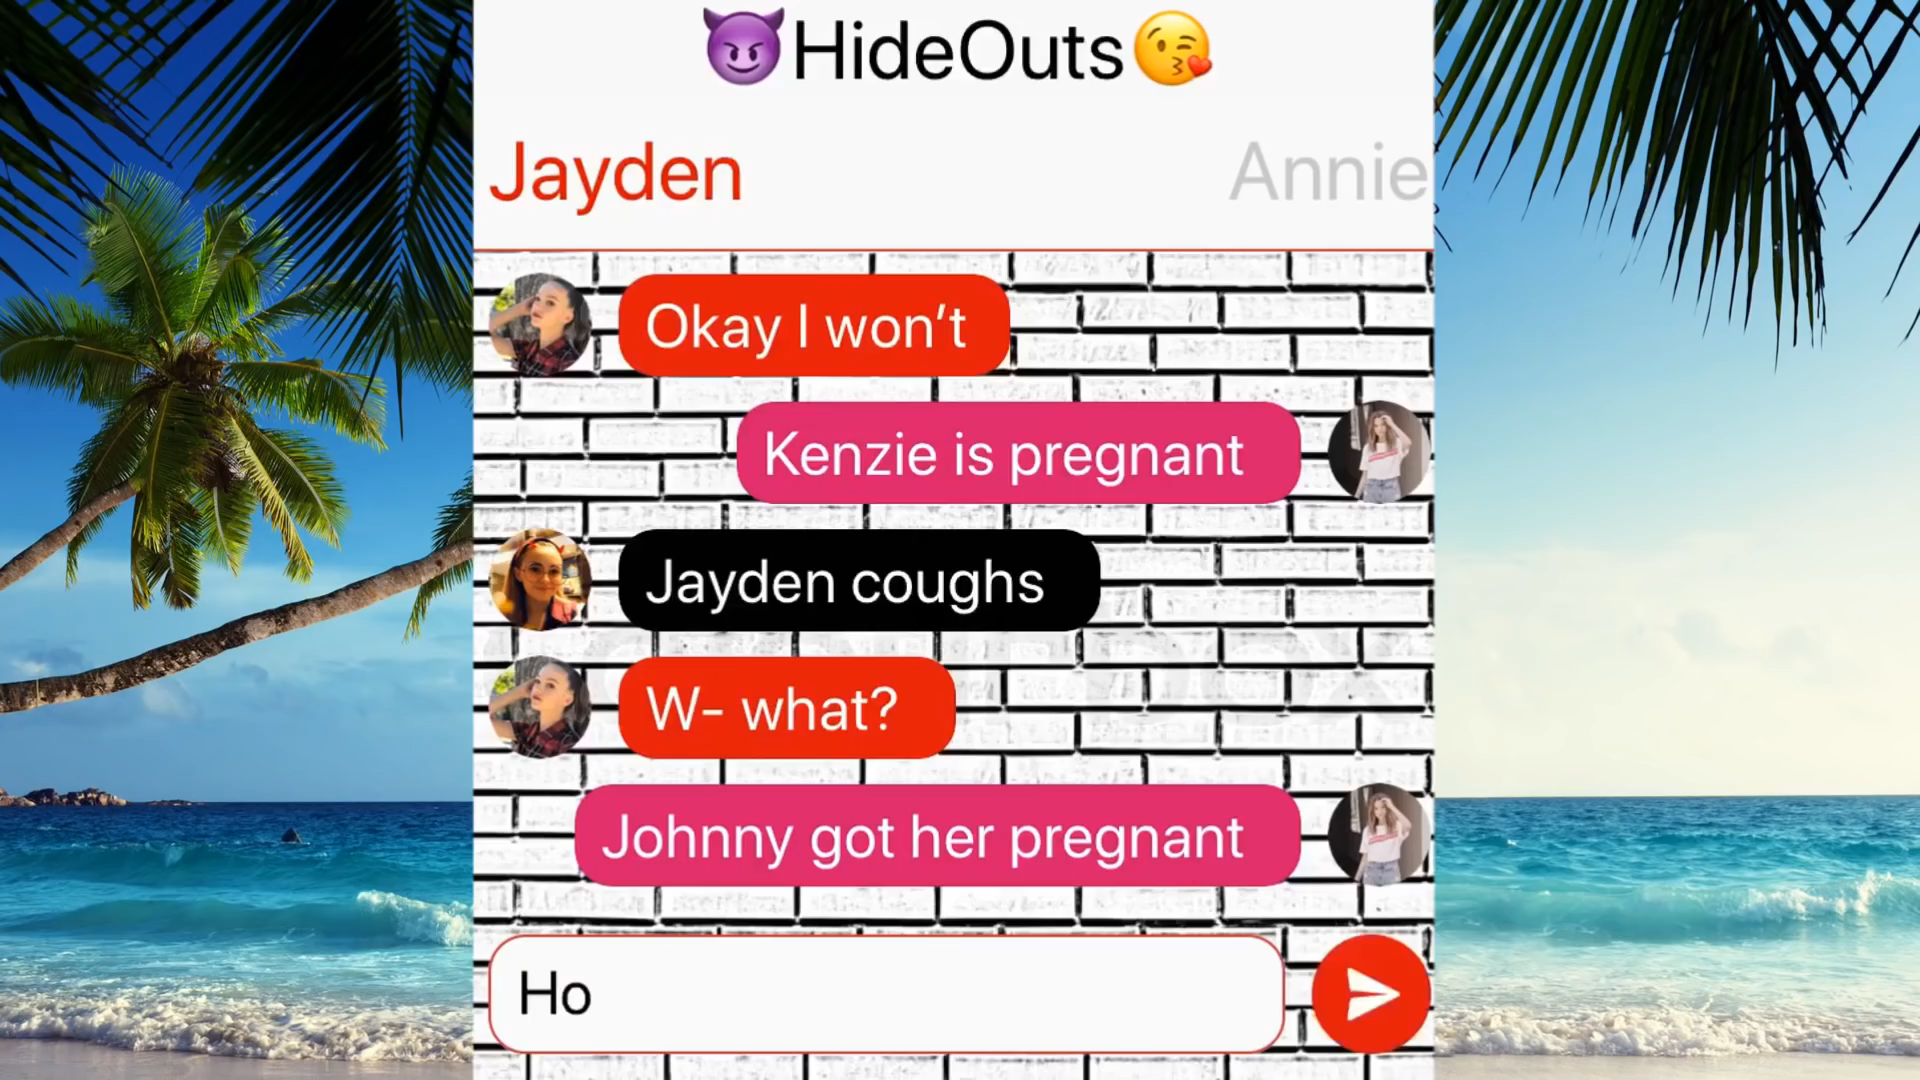 😈HideOuts😘
Jayden
Annie
Okay I won’t
Kenzie is pregnant
Jayden coughs
W- what?
Johnny got her pregnant
Ho